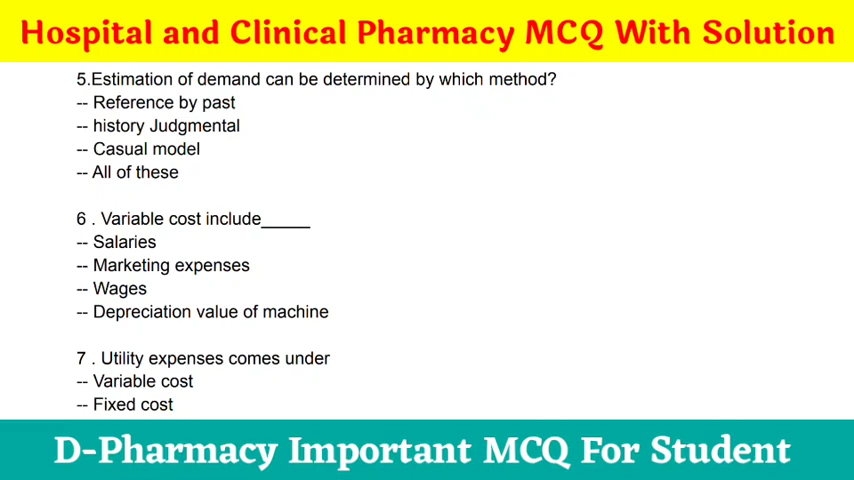 Hospital and Clinical Pharmacy MCQ With Solution
5.Estimation of demand can be determined by which method?
-- Reference by past
-- history Judgmental
-- Casual model
-- All of these
6 . Variable cost include_____
-- Salaries
-- Marketing expenses
-- Wages
-- Depreciation value of machine
7 . Utility expenses comes under
-- Variable cost
-- Fixed cost
D-Pharmacy Important MCQ For Student